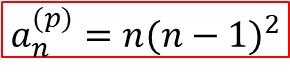 a_n^{(p)} = n(n − 1)^2